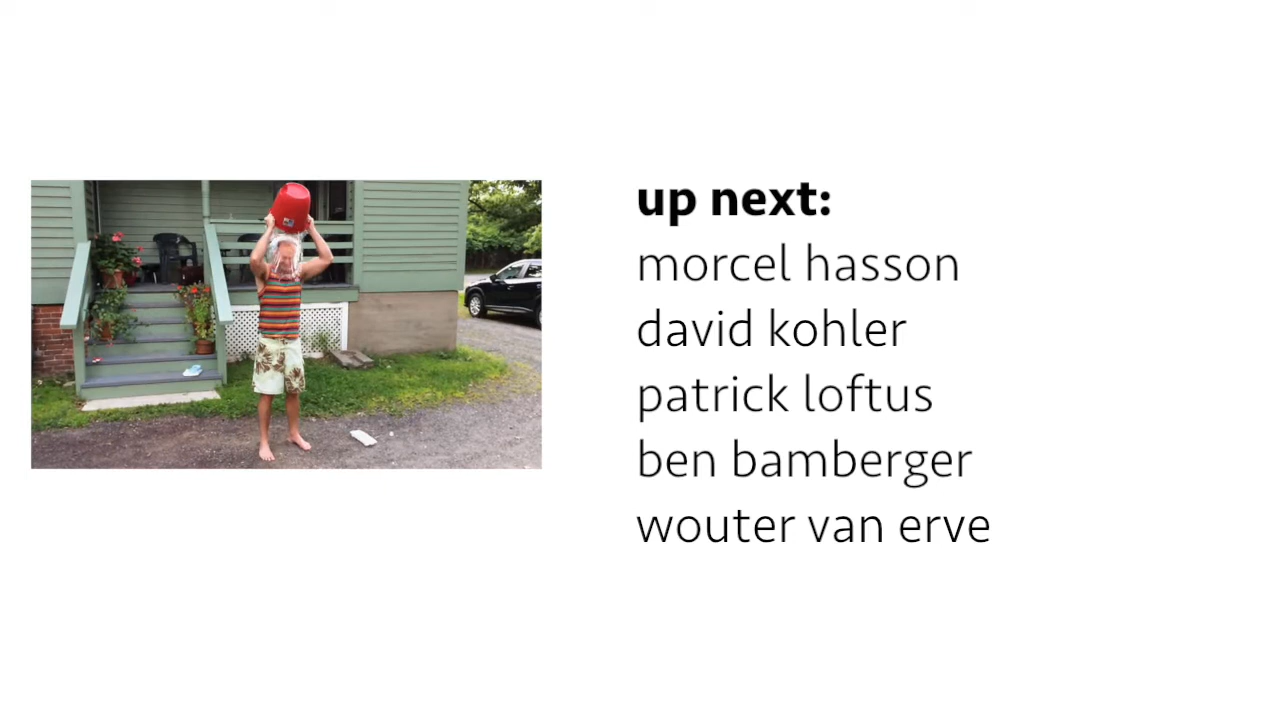 up next:
morcel hasson
david kohler
patrick loftus
ben bamberger
wouter van erve